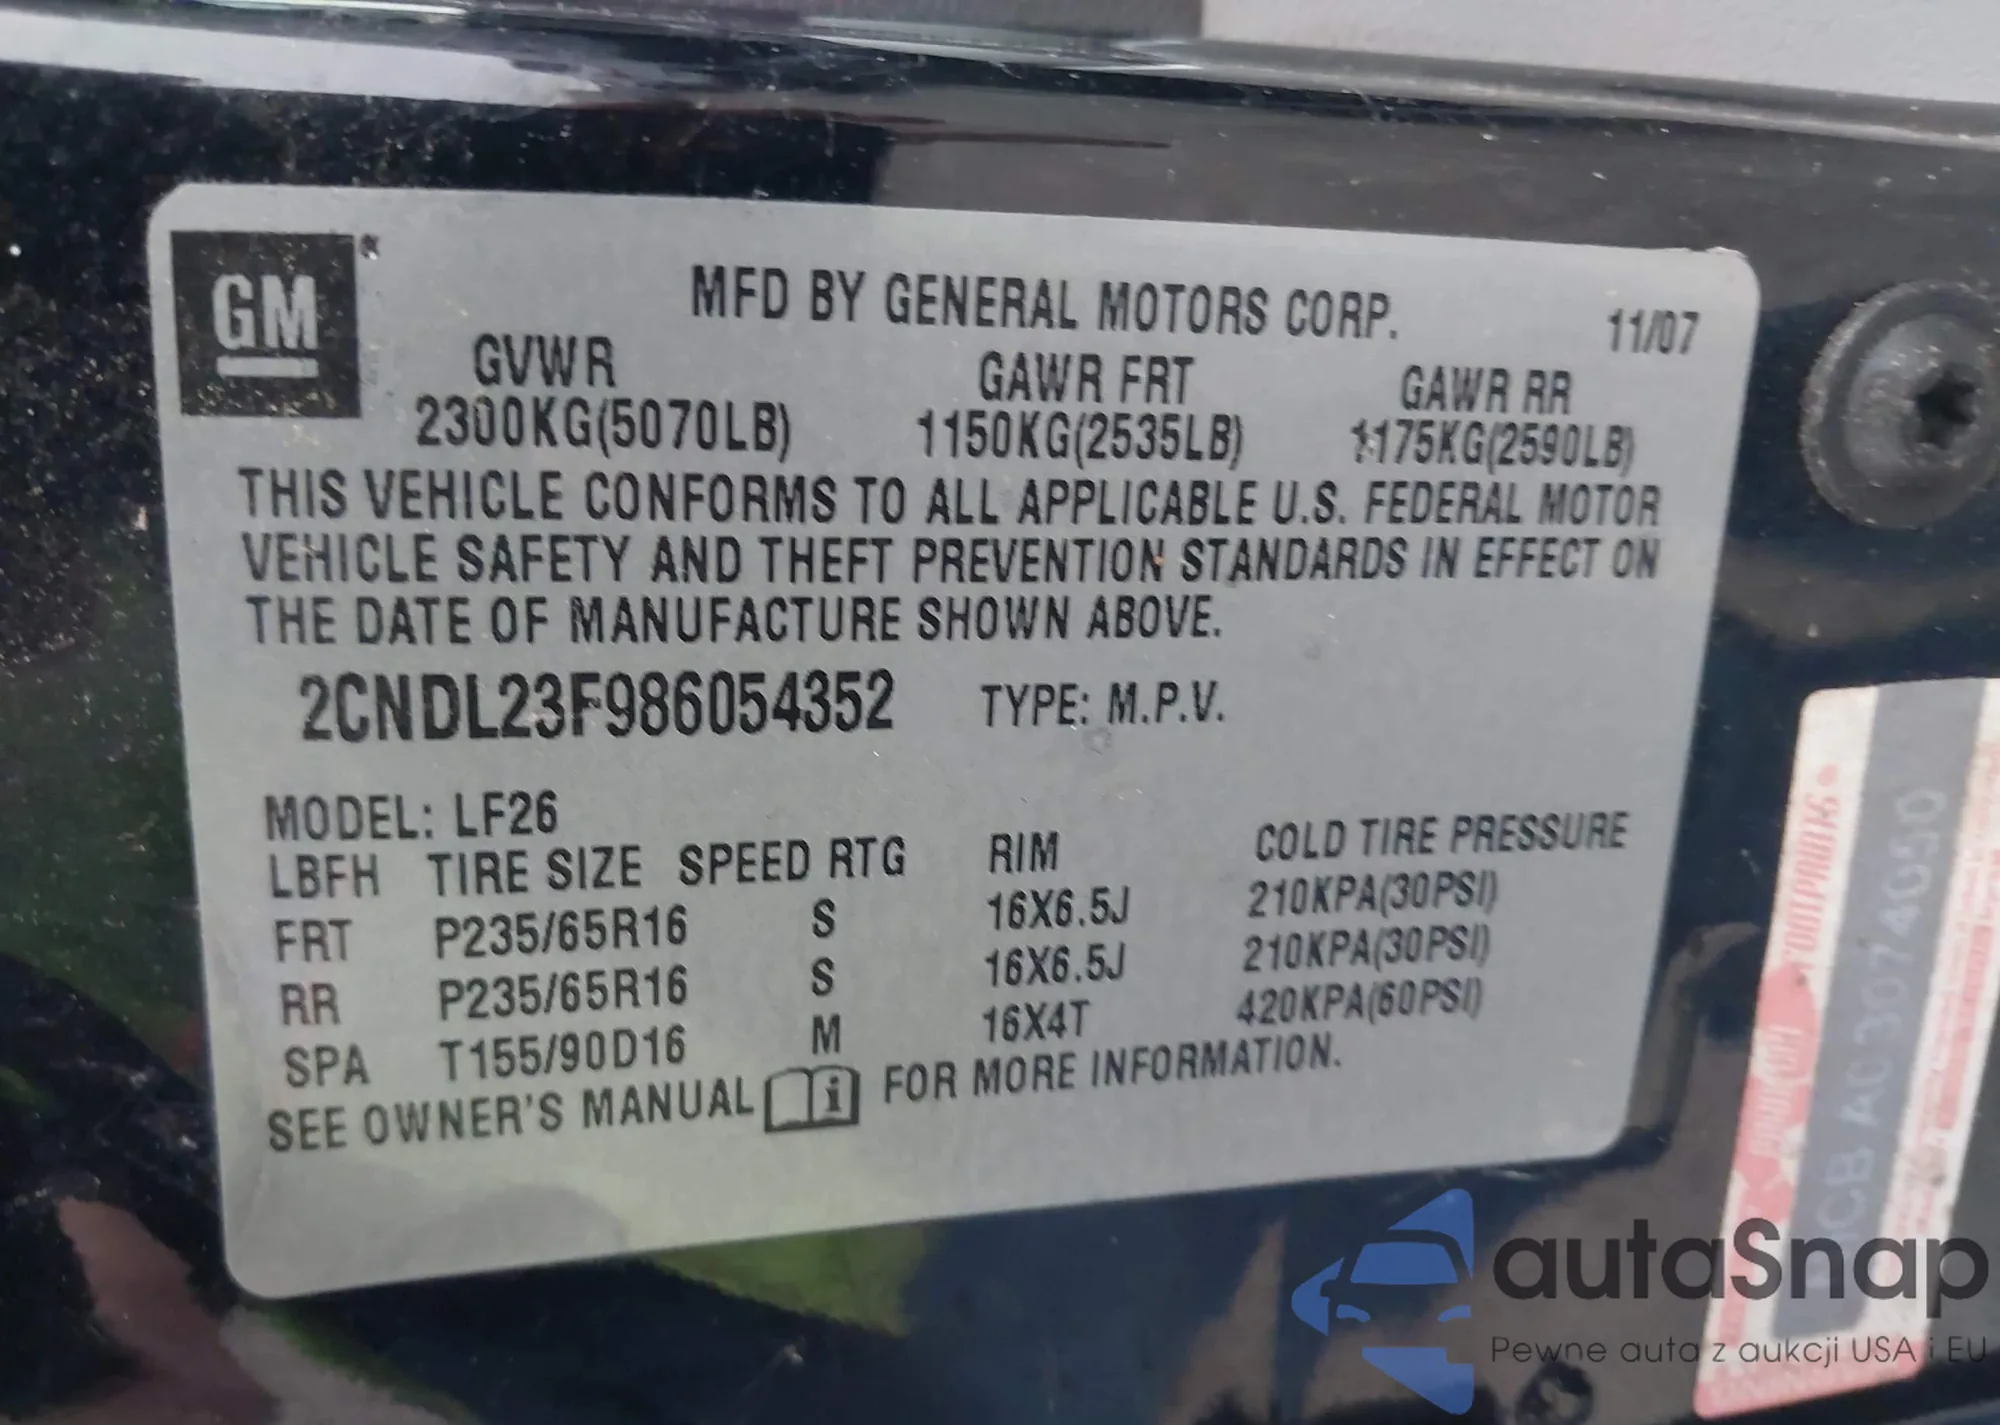 GM
MFD BY GENERAL MOTORS CORP. 11/07
GVWR GAWR FRT GAWR RR
2300KG(5070LB) 1150KG(2535LB) 1175KG(2590LB)
THIS VEHICLE CONFORMS TO ALL APPLICABLE U.S. FEDERAL MOTOR
VEHICLE SAFETY AND THEFT PREVENTION STANDARDS IN EFFECT ON
THE DATE OF MANUFACTURE SHOWN ABOVE.
2CNDL23F986054352 TYPE: M.P.V.
MODEL: LF26
LBFH TIRE SIZE SPEED RTG RIM COLD TIRE PRESSURE
FRT P235/65R16 S 16X6.5J 210KPA(30PSI)
RR P235/65R16 S 16X6.5J 210KPA(30PSI)
SPA T155/90D16 M 16X4T 420KPA(60PSI)
SEE OWNER'S MANUAL i FOR MORE INFORMATION.
autaSnap
Pewne auta z aukcji USA i EU